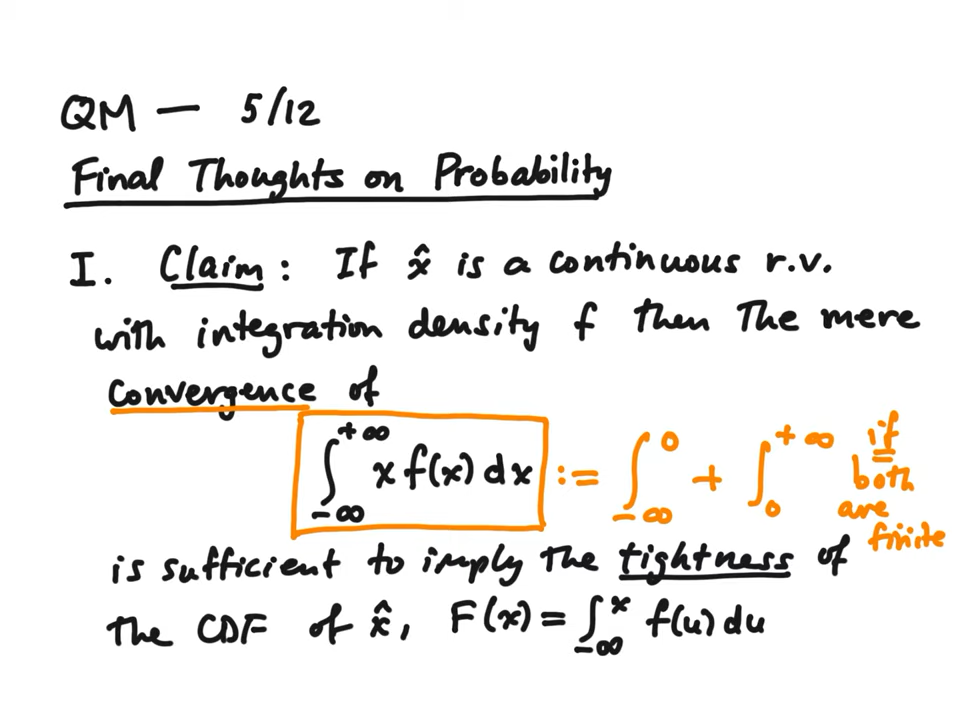 QM — 5/12
Final Thoughts on Probability
I. Claim: If x̂ is a continuous r.v.
with integration density f then the mere
convergence of
∫_{-∞}^{+∞} x f(x) dx := ∫_{-∞}^{0} + ∫_{0}^{+∞} if both are finite
is sufficient to imply the tightness of
the CDF of x̂, F(x) = ∫_{-∞}^{x} f(u) du